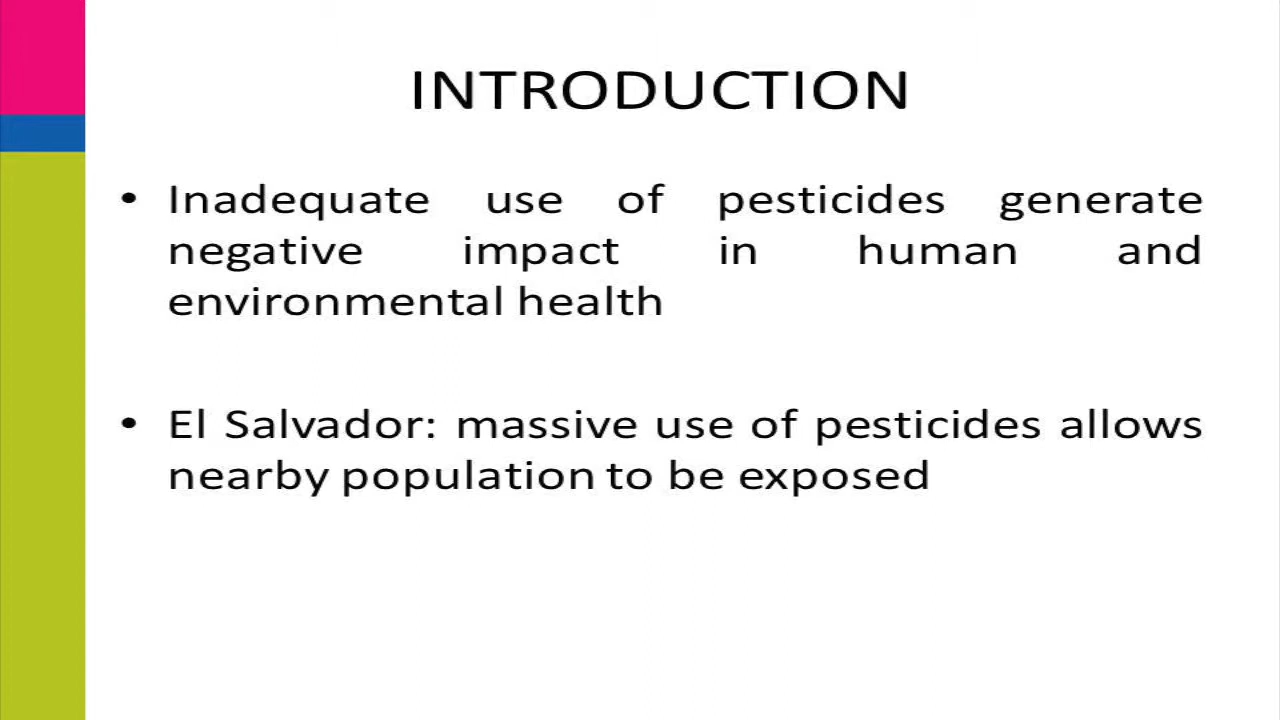 INTRODUCTION
• Inadequate use of pesticides generate
negative impact in human and
environmental health
• El Salvador: massive use of pesticides allows
nearby population to be exposed